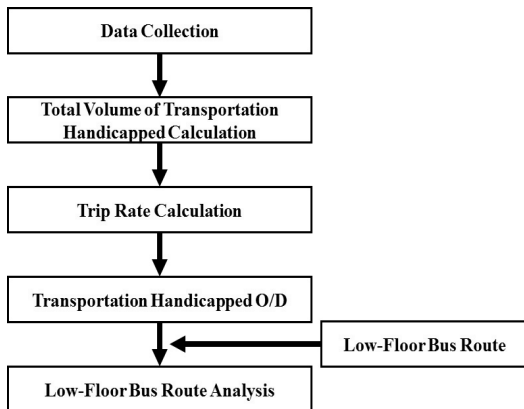 Data Collection
Total Volume of Transportation
Handicapped Calculation
Trip Rate Calculation
Transportation Handicapped O/D
Low-Floor Bus Route
Low-Floor Bus Route Analysis